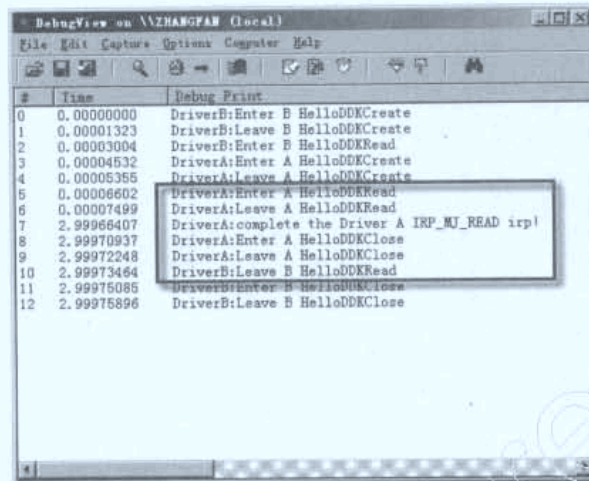 DebugView on \\ZHANGFAN (local)
File Edit Capture Options Computer Help
# Time Debug Print
0 0.00000000 DriverB:Enter B HelloDDKCreate
1 0.00001323 DriverB:Leave B HelloDDKCreate
2 0.00003004 DriverB:Enter B HelloDDKRead
3 0.00004532 DriverA:Enter A HelloDDKCreate
4 0.00005355 DriverA:Leave A HelloDDKCreate
5 0.00006602 DriverA:Enter A HelloDDKRead
6 0.00007499 DriverA:Leave A HelloDDKRead
7 2.99966407 DriverA:complete the Driver A IRP_MJ_READ irp!
8 2.99970937 DriverA:Enter A HelloDDKClose
9 2.99972248 DriverA:Leave A HelloDDKClose
10 2.99973464 DriverB:Leave B HelloDDKRead
11 2.99975085 DriverB:Enter B HelloDDKClose
12 2.99975896 DriverB:Leave B HelloDDKClose